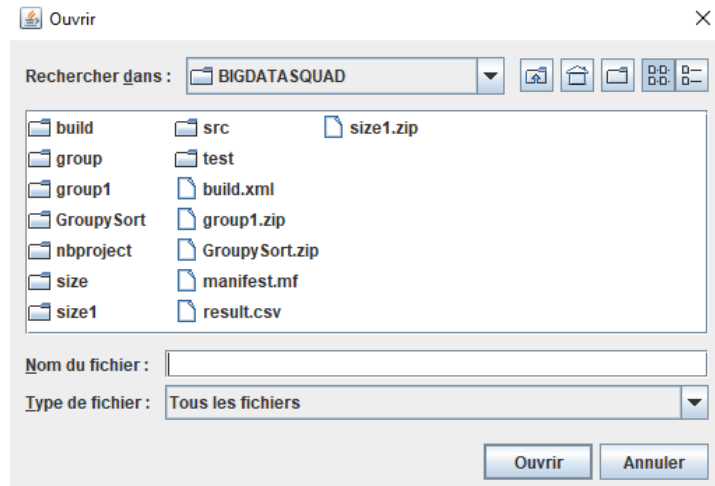 Ouvrir
Rechercher dans : BIGDATASQUAD
build
group
group1
GroupySort
nbproject
size
size1
src
test
build.xml
group1.zip
GroupySort.zip
manifest.mf
result.csv
size1.zip
Nom du fichier :
Type de fichier : Tous les fichiers
Ouvrir Annuler